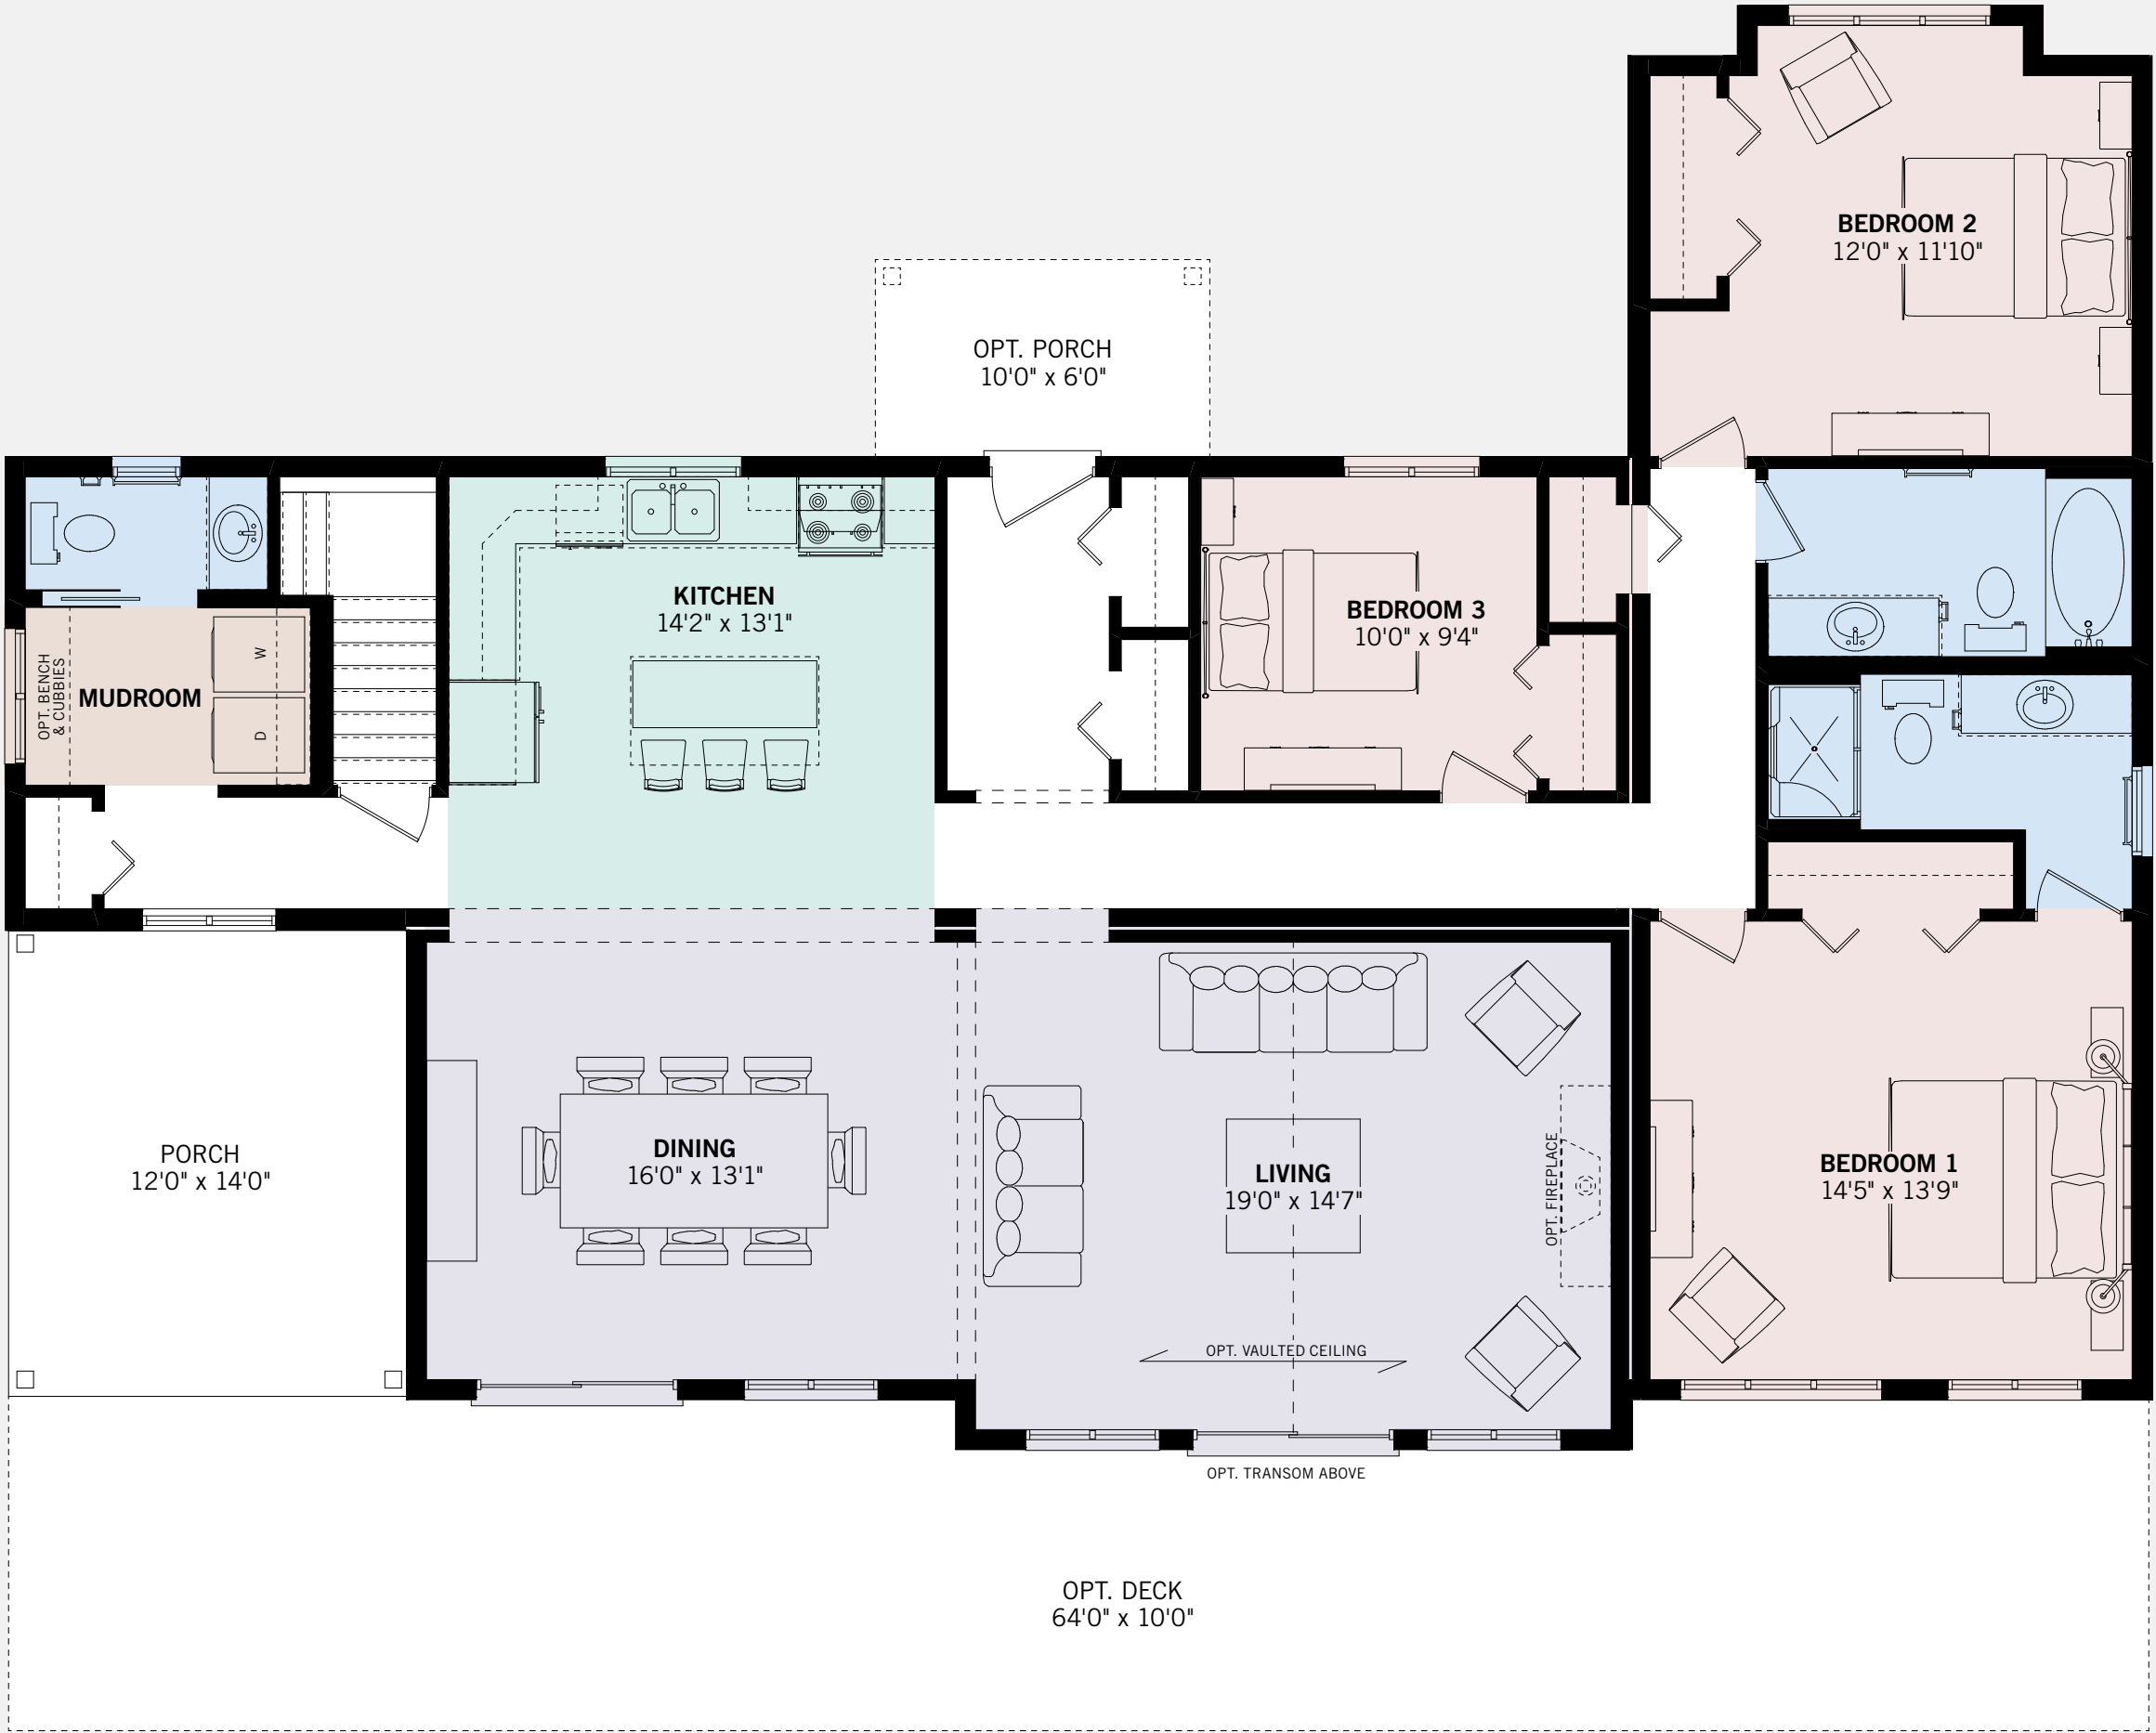 BEDROOM 2
12'0" x 11'10"
OPT. PORCH
10'0" x 6'0"
KITCHEN
14'2" x 13'1"
BEDROOM 3
10'0" x 9'4"
OPT. BENCH
& CUBBIES
MUDROOM
W
D
PORCH
12'0" x 14'0"
DINING
16'0" x 13'1"
LIVING
19'0" x 14'7"
OPT. FIREPLACE
BEDROOM 1
14'5" x 13'9"
OPT. VAULTED CEILING
OPT. TRANSOM ABOVE
OPT. DECK
64'0" x 10'0"